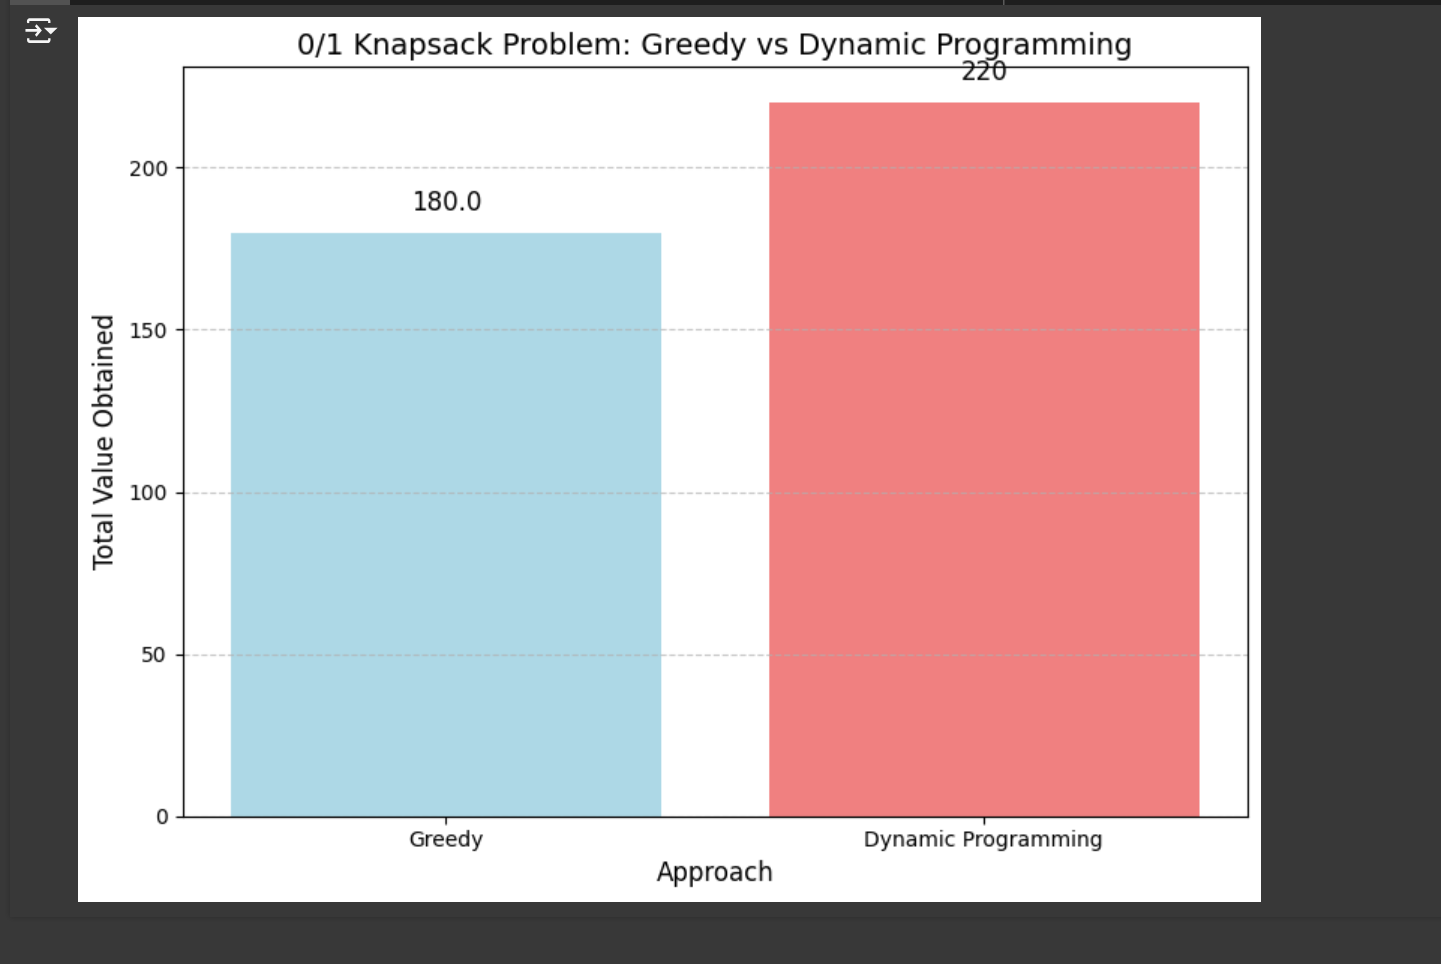 0/1 Knapsack Problem: Greedy vs Dynamic Programming
220
200
180.0
150
100
50
0
Total Value Obtained
Greedy
Dynamic Programming
Approach